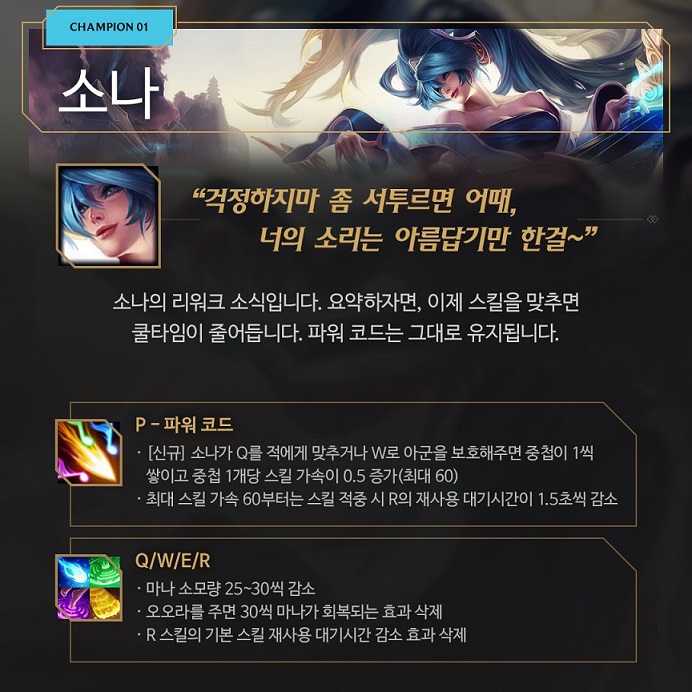 CHAMPION 01
소나
“걱정하지마 좀 서투르면 어때,
너의 소리는 아름답기만 한걸~”
소나의 리워크 소식입니다. 요약하자면, 이제 스킬을 맞추면
쿨타임이 줄어듭니다. 파워 코드는 그대로 유지됩니다.
P - 파워 코드
· [신규] 소나가 Q를 적에게 맞추거나 W로 아군을 보호해주면 중첩이 1씩
쌓이고 중첩 1개당 스킬 가속이 0.5 증가(최대 60)
· 최대 스킬 가속 60부터는 스킬 적중 시 R의 재사용 대기시간이 1.5초씩 감소
Q/W/E/R
· 마나 소모량 25~30씩 감소
· 오오라를 주면 30씩 마나가 회복되는 효과 삭제
· R 스킬의 기본 스킬 재사용 대기시간 감소 효과 삭제